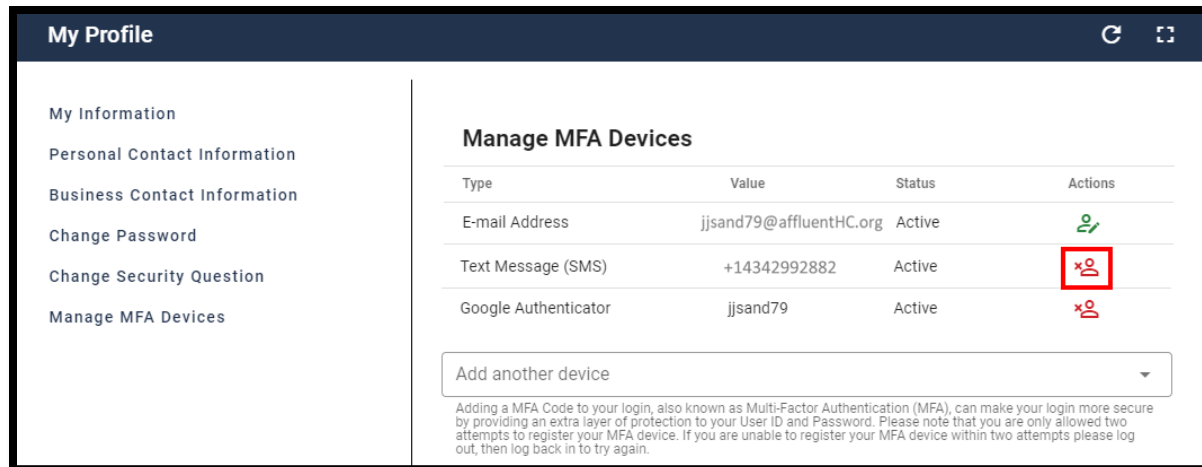 My Profile
My Information
Personal Contact Information
Business Contact Information
Change Password
Change Security Question
Manage MFA Devices
Manage MFA Devices
Type Value Status Actions
E-mail Address jjsand79@affluentHC.org Active
Text Message (SMS) +14342992882 Active
Google Authenticator jjsand79 Active
Add another device
Adding a MFA Code to your login, also known as Multi-Factor Authentication (MFA), can make your login more secure
by providing an extra layer of protection to your User ID and Password. Please note that you are only allowed two
attempts to register your MFA device. If you are unable to register your MFA device within two attempts please log
out, then log back in to try again.